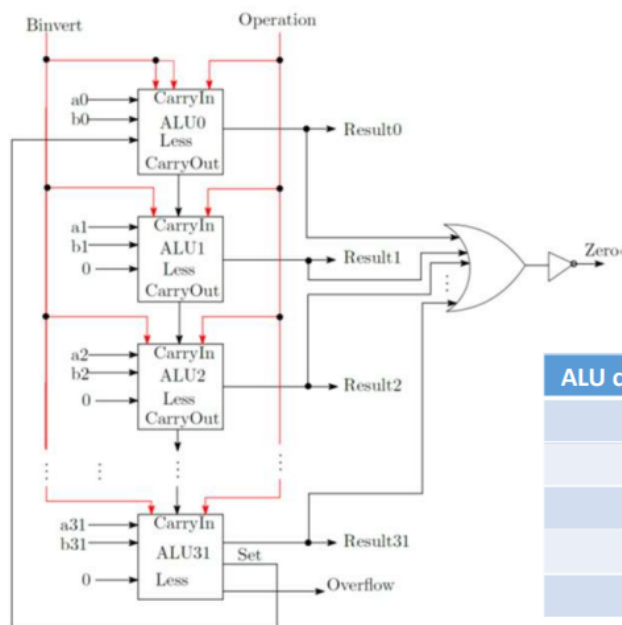 Binvert
Operation
a0
b0
CarryIn
ALU0
Less
CarryOut
Result0
a1
b1
0
CarryIn
ALU1
Less
CarryOut
Result1
Zero
a2
b2
0
CarryIn
ALU2
Less
CarryOut
Result2
ALU
a31
b31
0
CarryIn
ALU31
Less
Set
Result31
Overflow